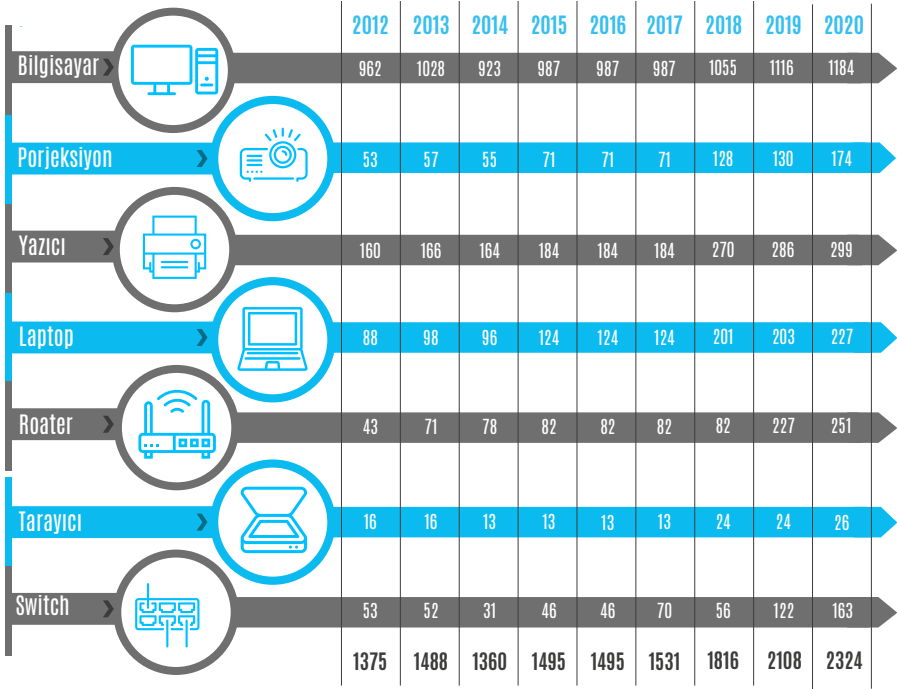 2012 2013 2014 2015 2016 2017 2018 2019 2020
Bilgisayar 962 1028 923 987 987 987 1055 1116 1184
Porjeksiyon 53 57 55 71 71 71 128 130 174
Yazıcı 160 166 164 184 184 184 270 286 299
Laptop 88 98 96 124 124 124 201 203 227
Roater 43 71 78 82 82 82 82 227 251
Tarayıcı 16 16 13 13 13 13 24 24 26
Switch 53 52 31 46 46 70 56 122 163
1375 1488 1360 1495 1495 1531 1816 2108 2324